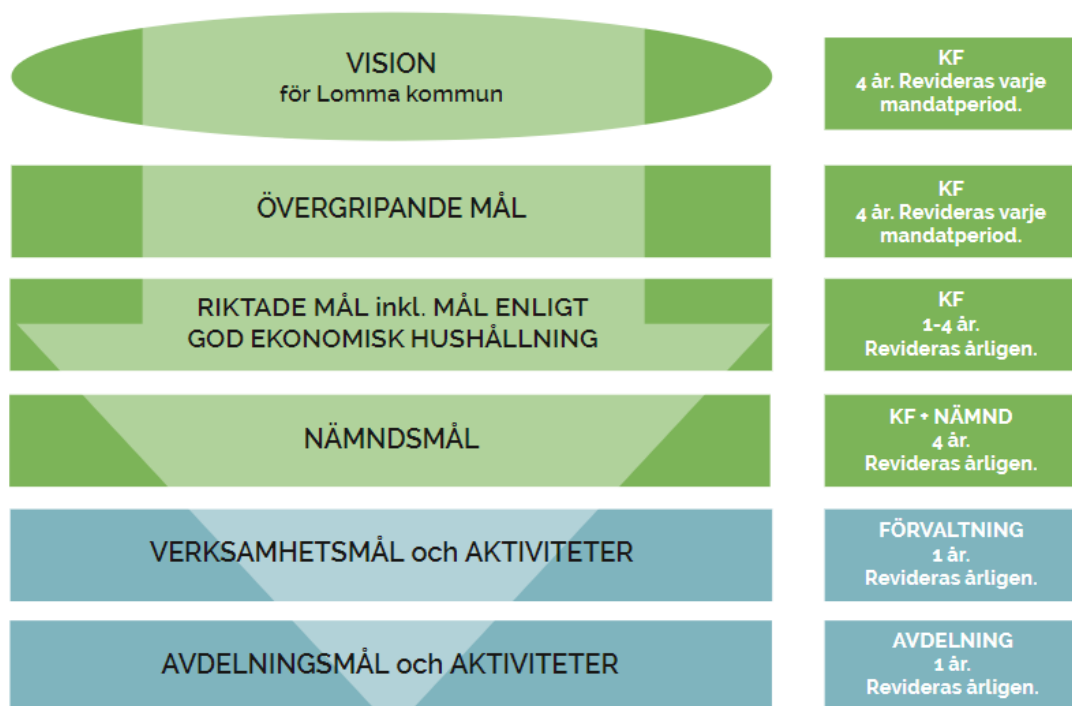 VISION
för Lomma kommun
KF
4 år. Revideras varje
mandatperiod.
ÖVERGRIPANDE MÅL
KF
4 år. Revideras varje
mandatperiod.
RIKTADE MÅL inkl. MÅL ENLIGT
GOD EKONOMISK HUSHÅLLNING
KF
1-4 år.
Revideras årligen.
NÄMNDSMÅL
KF + NÄMND
4 år.
Revideras årligen.
VERKSAMHETSMÅL och AKTIVITETER
FÖRVALTNING
1 år.
Revideras årligen.
AVDELNINGSMÅL och AKTIVITETER
AVDELNING
1 år.
Revideras årligen.